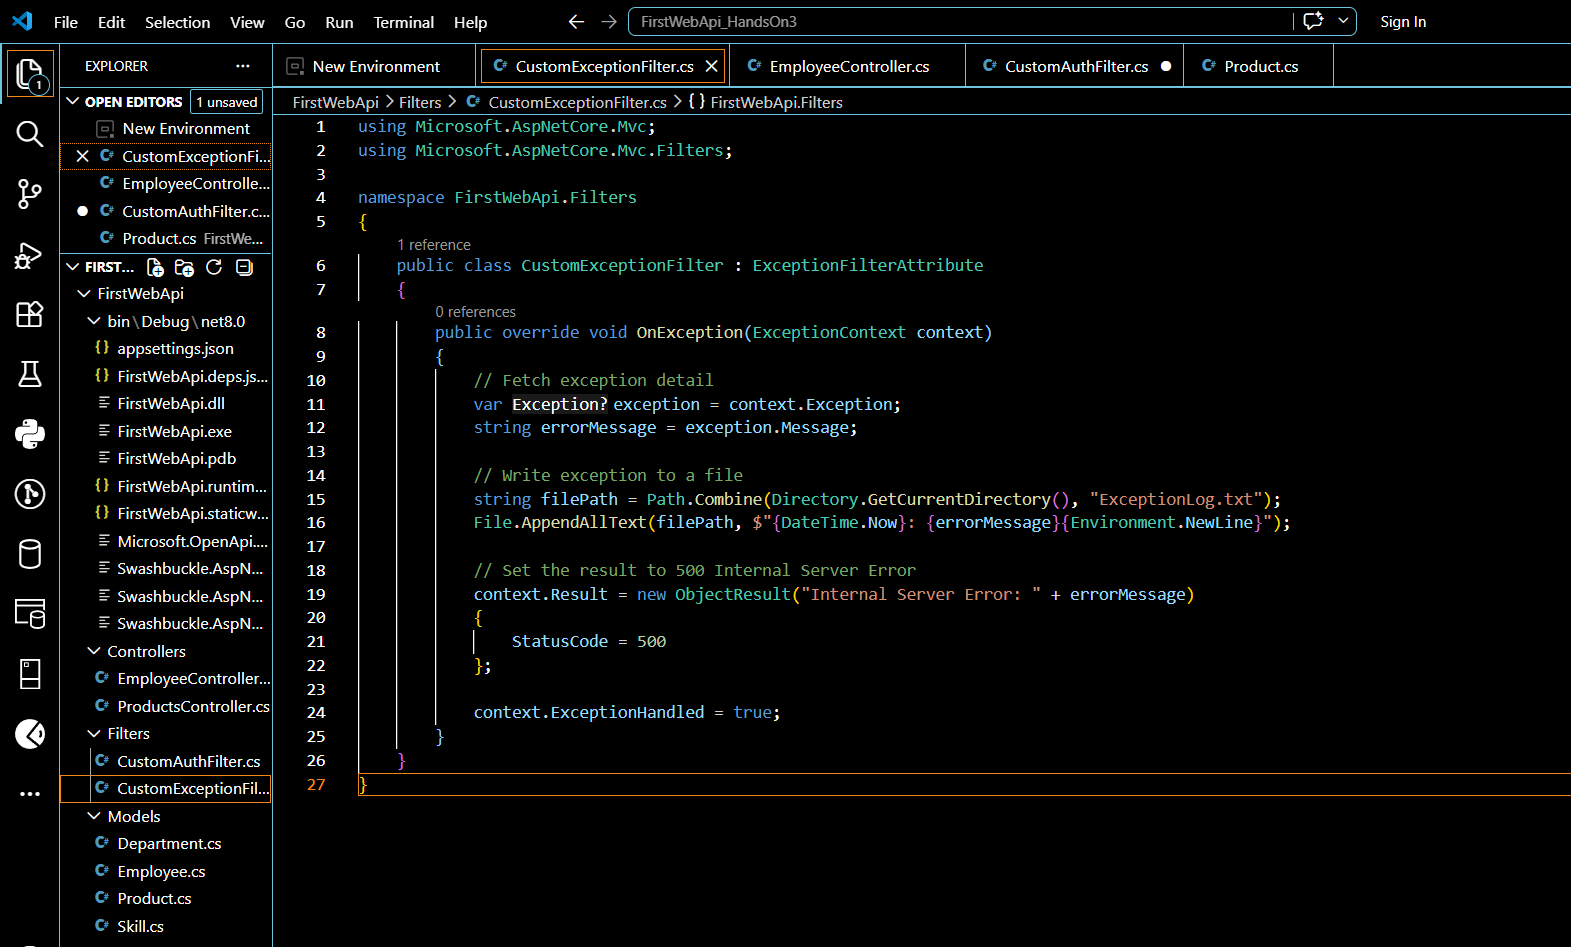 File Edit Selection View Go Run Terminal Help
FirstWebApi_HandsOn3
Sign In
1
EXPLORER
OPEN EDITORS 1 unsaved
New Environment
CustomExceptionFi...
EmployeeControlle...
CustomAuthFilter.c...
Product.cs FirstWe...
FIRST...
FirstWebApi
bin\Debug\net8.0
appsettings.json
FirstWebApi.deps.js...
FirstWebApi.dll
FirstWebApi.exe
FirstWebApi.pdb
FirstWebApi.runtim...
FirstWebApi.staticw...
Microsoft.OpenApi....
Swashbuckle.AspN...
Swashbuckle.AspN...
Swashbuckle.AspN...
Controllers
EmployeeController...
ProductsController.cs
Filters
CustomAuthFilter.cs
CustomExceptionFil...
Models
Department.cs
Employee.cs
Product.cs
Skill.cs
New Environment
CustomExceptionFilter.cs
EmployeeController.cs
CustomAuthFilter.cs
Product.cs
FirstWebApi > Filters > CustomExceptionFilter.cs > {} FirstWebApi.Filters
1 using Microsoft.AspNetCore.Mvc;
2 using Microsoft.AspNetCore.Mvc.Filters;
3
4 namespace FirstWebApi.Filters
5 {
1 reference
6 public class CustomExceptionFilter : ExceptionFilterAttribute
7 {
0 references
8 public override void OnException(ExceptionContext context)
9 {
10 // Fetch exception detail
11 var Exception? exception = context.Exception;
12 string errorMessage = exception.Message;
13
14 // Write exception to a file
15 string filePath = Path.Combine(Directory.GetCurrentDirectory(), "ExceptionLog.txt");
16 File.AppendAllText(filePath, $"{DateTime.Now}: {errorMessage}{Environment.NewLine}");
17
18 // Set the result to 500 Internal Server Error
19 context.Result = new ObjectResult("Internal Server Error: " + errorMessage)
20 {
21 StatusCode = 500
22 };
23
24 context.ExceptionHandled = true;
25 }
26 }
27 }